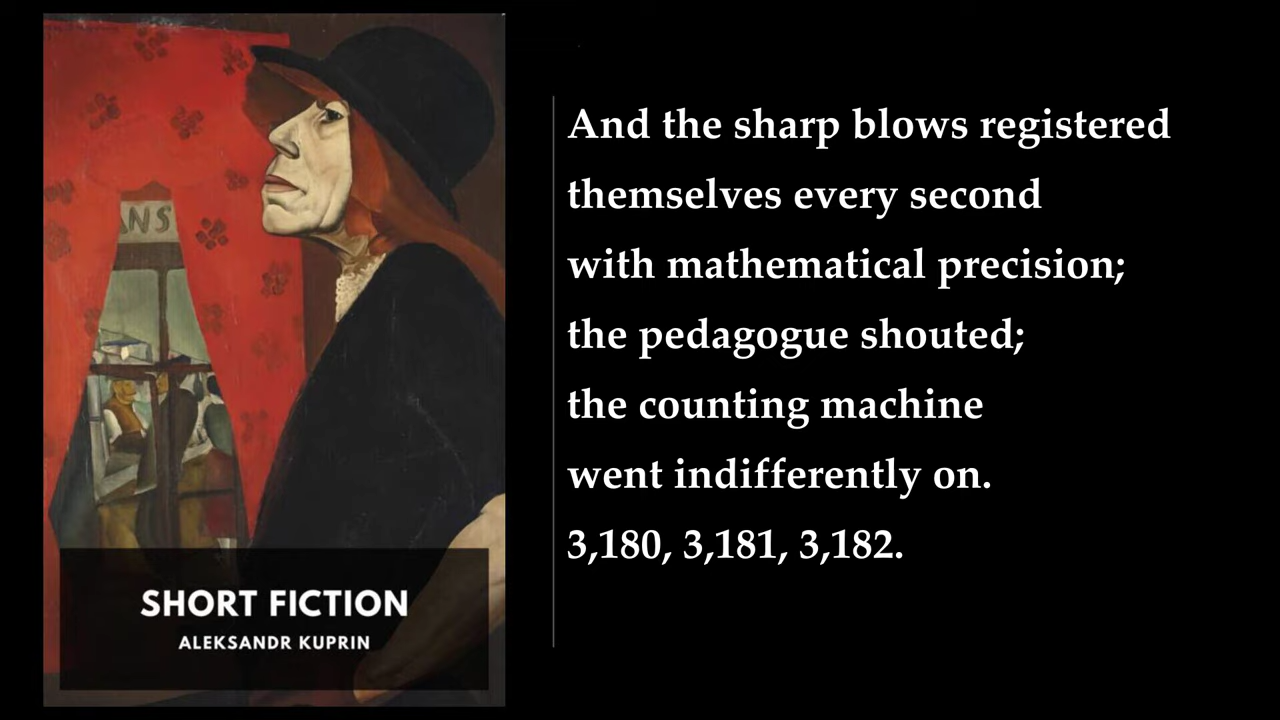 ANS
SHORT FICTION
ALEKSANDR KUPRIN
And the sharp blows registered
themselves every second
with mathematical precision;
the pedagogue shouted;
the counting machine
went indifferently on.
3,180, 3,181, 3,182.